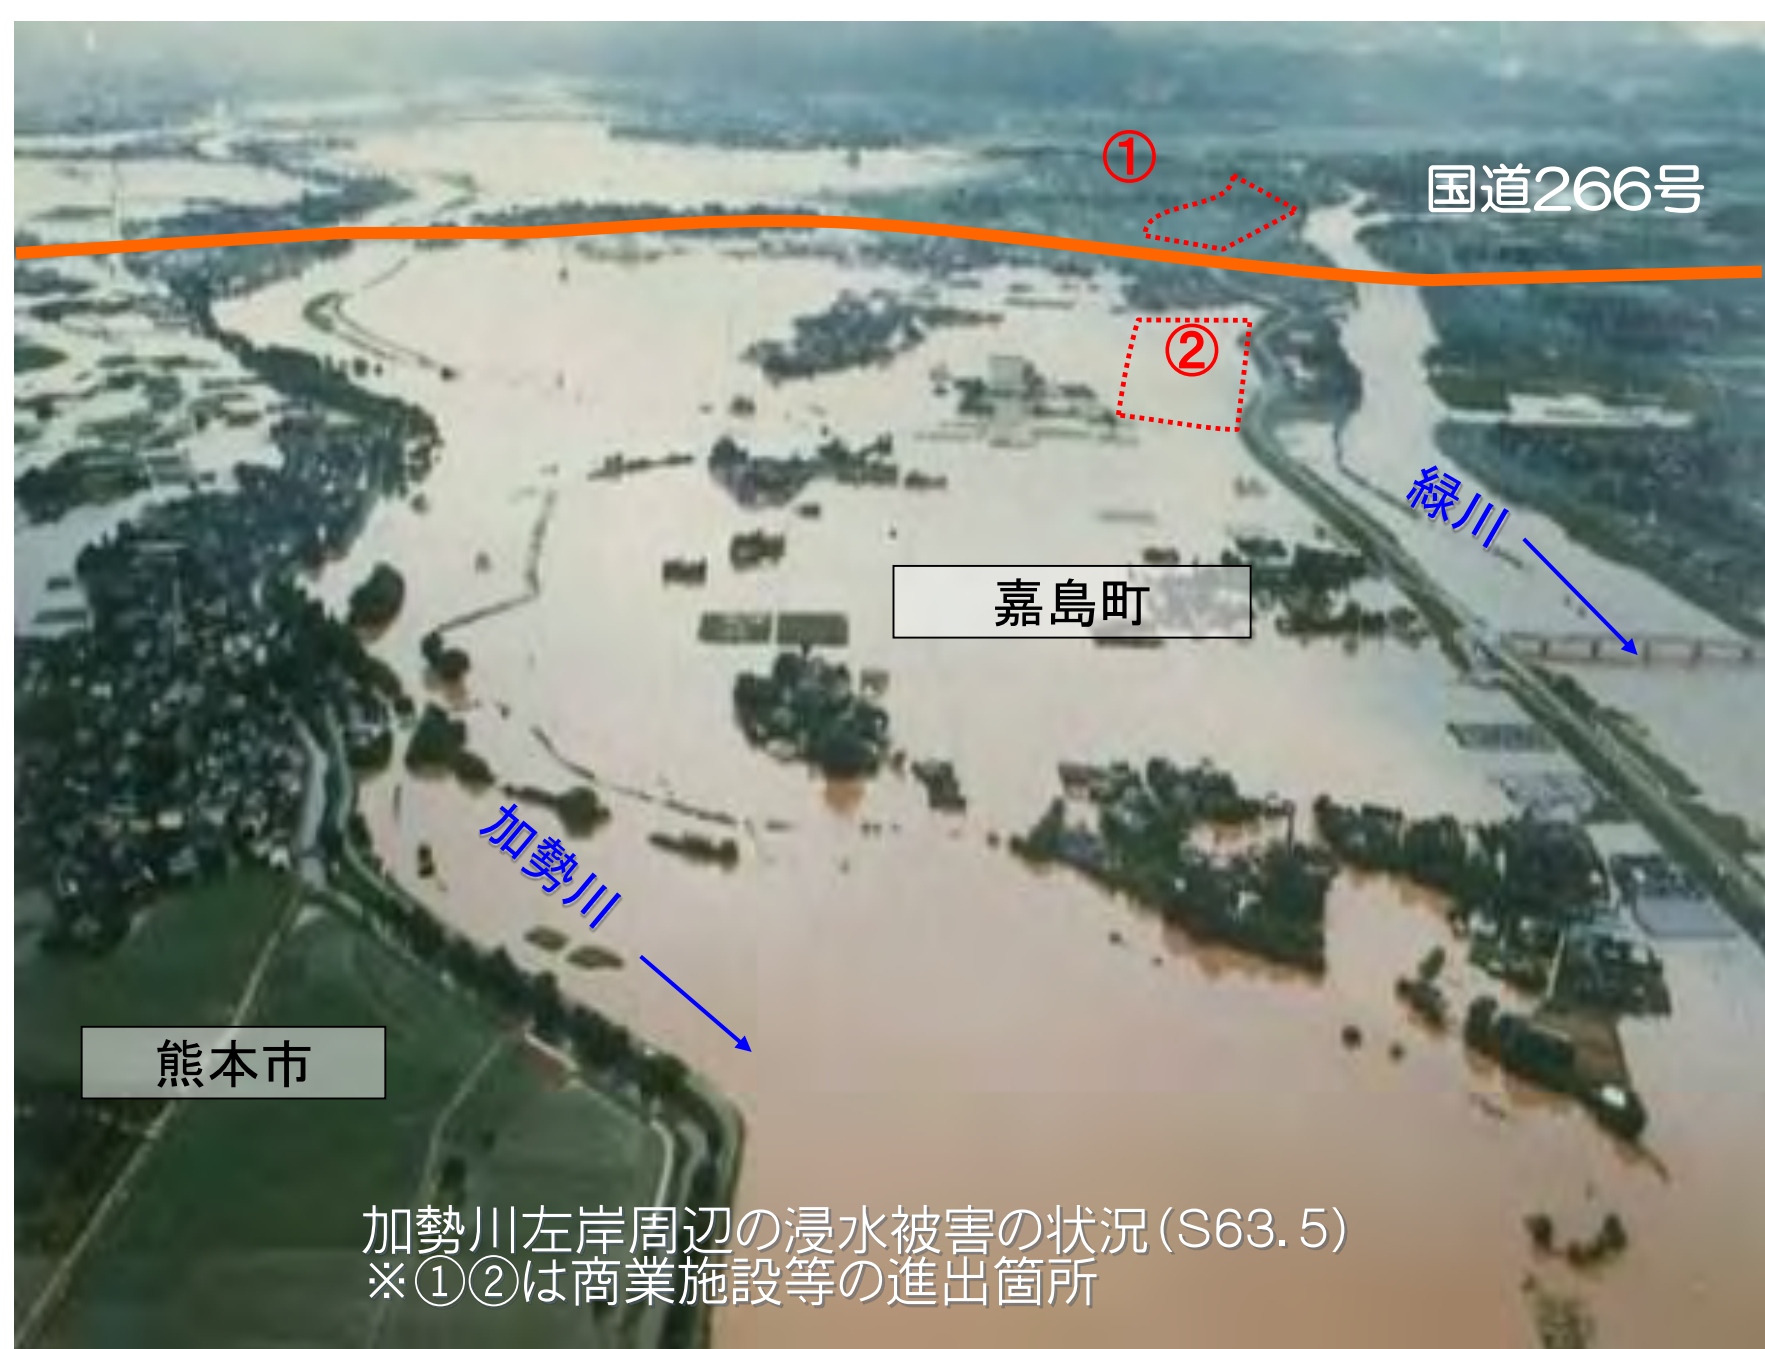 ①
国道266号
②
緑川
嘉島町
加勢川
熊本市
加勢川左岸周辺の浸水被害の状況(S63.5)
※①②は商業施設等の進出箇所